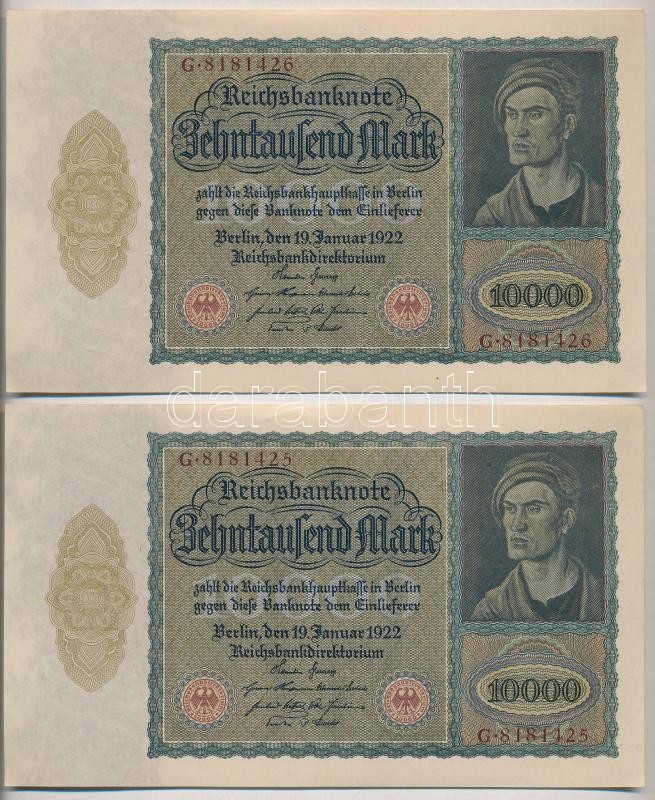 G·8181426
Reichsbanknote
Zehntausend Mark
zahlt die Reichsbankhauptkasse in Berlin
gegen diese Banknote dem Einlieferer
Berlin, den 19. Januar 1922
Reichsbankdirektorium
10000
G·8181426
darabanth
G·8181425
Reichsbanknote
Zehntausend Mark
zahlt die Reichsbankhauptkasse in Berlin
gegen diese Banknote dem Einlieferer
Berlin, den 19. Januar 1922
Reichsbankdirektorium
10000
G·8181425